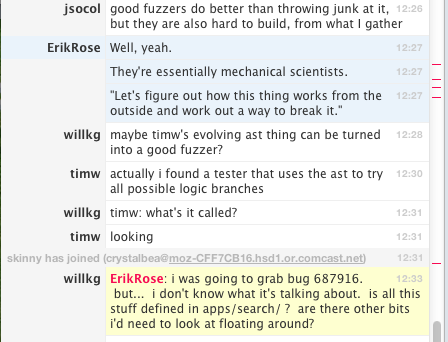 jsocol good fuzzers do better than throwing junk at it, 12:26
but they are also hard to build, from what I gather
ErikRose Well, yeah. 12:27
They're essentially mechanical scientists. 12:27
"Let's figure out how this thing works from the 12:27
outside and work out a way to break it."
willkg maybe timw's evolving ast thing can be turned 12:28
into a good fuzzer?
timw actually i found a tester that uses the ast to try 12:30
all possible logic branches
willkg timw: what's it called? 12:31
timw looking 12:31
skinny has joined (crystalbea@moz-CFF7CB16.hsd1.or.comcast.net) 12:31
willkg ErikRose: i was going to grab bug 687916. 12:33
but... i don't know what it's talking about. is all this
stuff defined in apps/search/ ? are there other bits
i'd need to look at floating around?